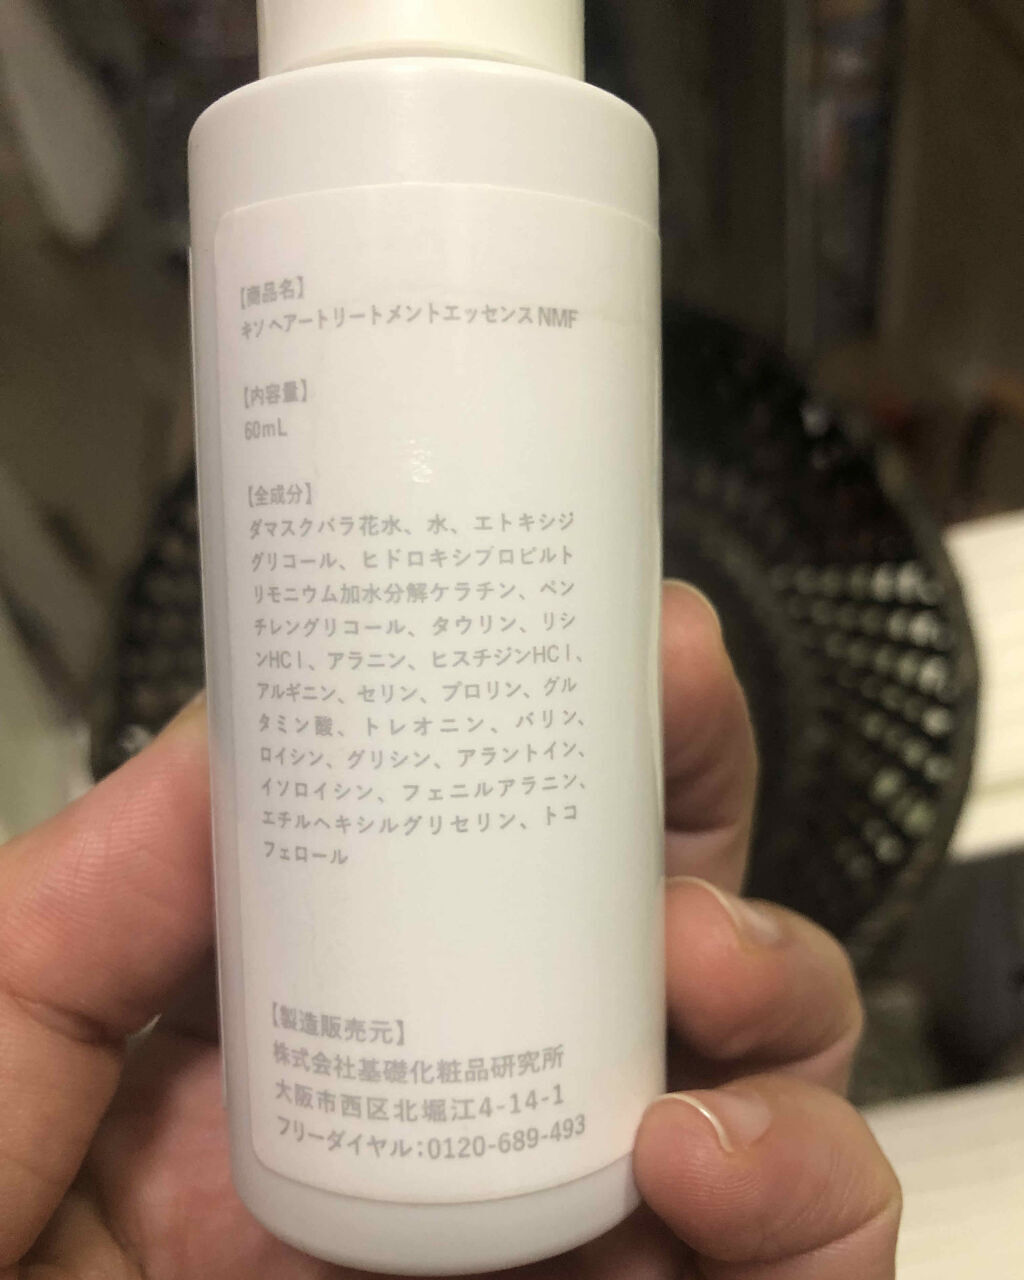 【商品名】
キソ ヘアートリートメントエッセンス NMF
【内容量】
60mL
【全成分】
ダマスクバラ花水、水、エトキシジ
グリコール、ヒドロキシプロピルト
リモニウム加水分解ケラチン、ペン
チレングリコール、タウリン、リシ
ンHCl、アラニン、ヒスチジンHCl、
アルギニン、セリン、プロリン、グル
タミン酸、トレオニン、バリン、
ロイシン、グリシン、アラントイン、
イソロイシン、フェニルアラニン、
エチルヘキシルグリセリン、トコ
フェロール
【製造販売元】
株式会社基礎化粧品研究所
大阪市西区北堀江4-14-1
フリーダイヤル:0120-689-493